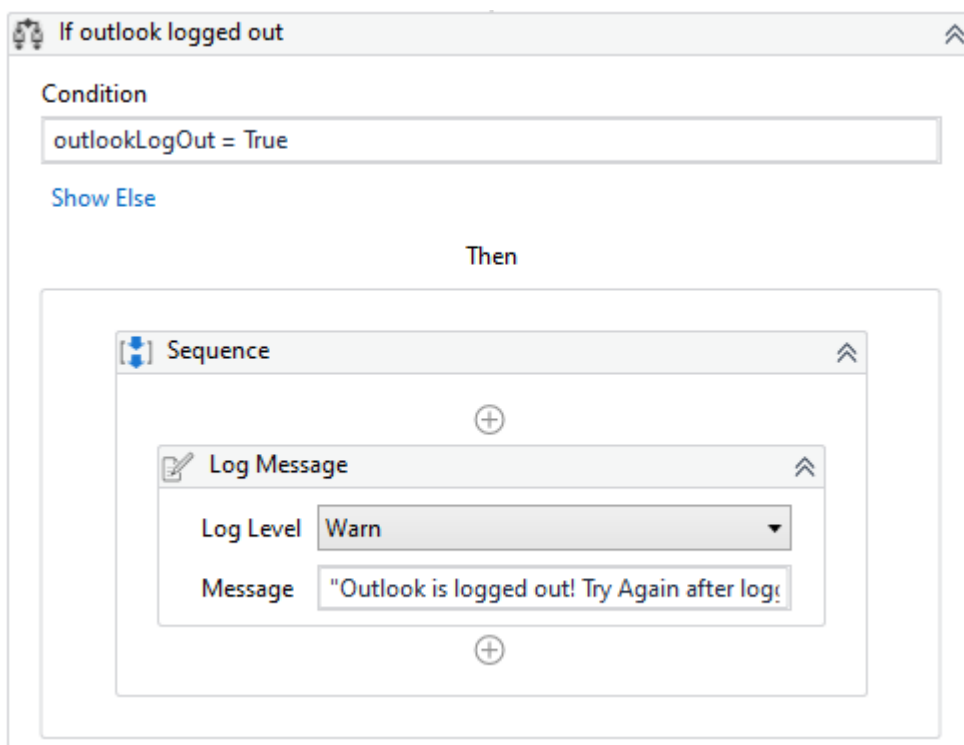 If outlook logged out
Condition
outlookLogOut = True
Show Else
Then
Sequence
Log Message
Log Level Warn
Message "Outlook is logged out! Try Again after